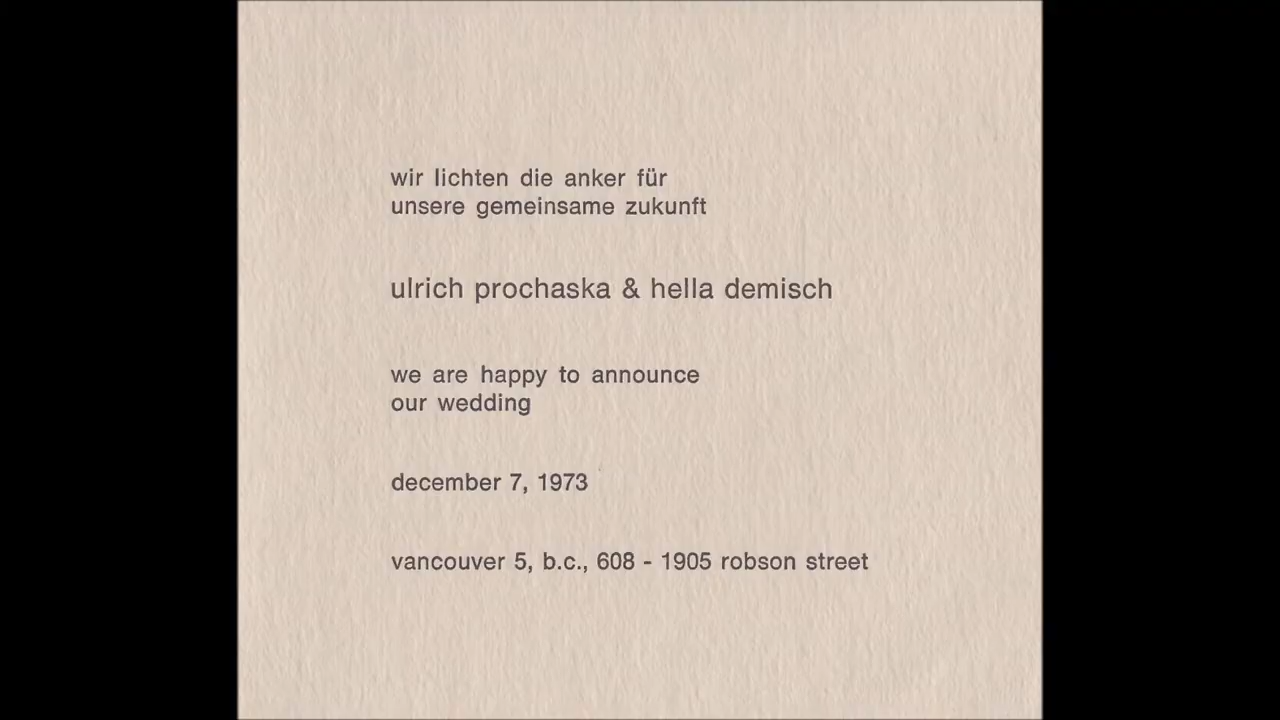 wir lichten die anker für
unsere gemeinsame zukunft
ulrich prochaska & hella demisch
we are happy to announce
our wedding
december 7, 1973
vancouver 5, b.c., 608 - 1905 robson street